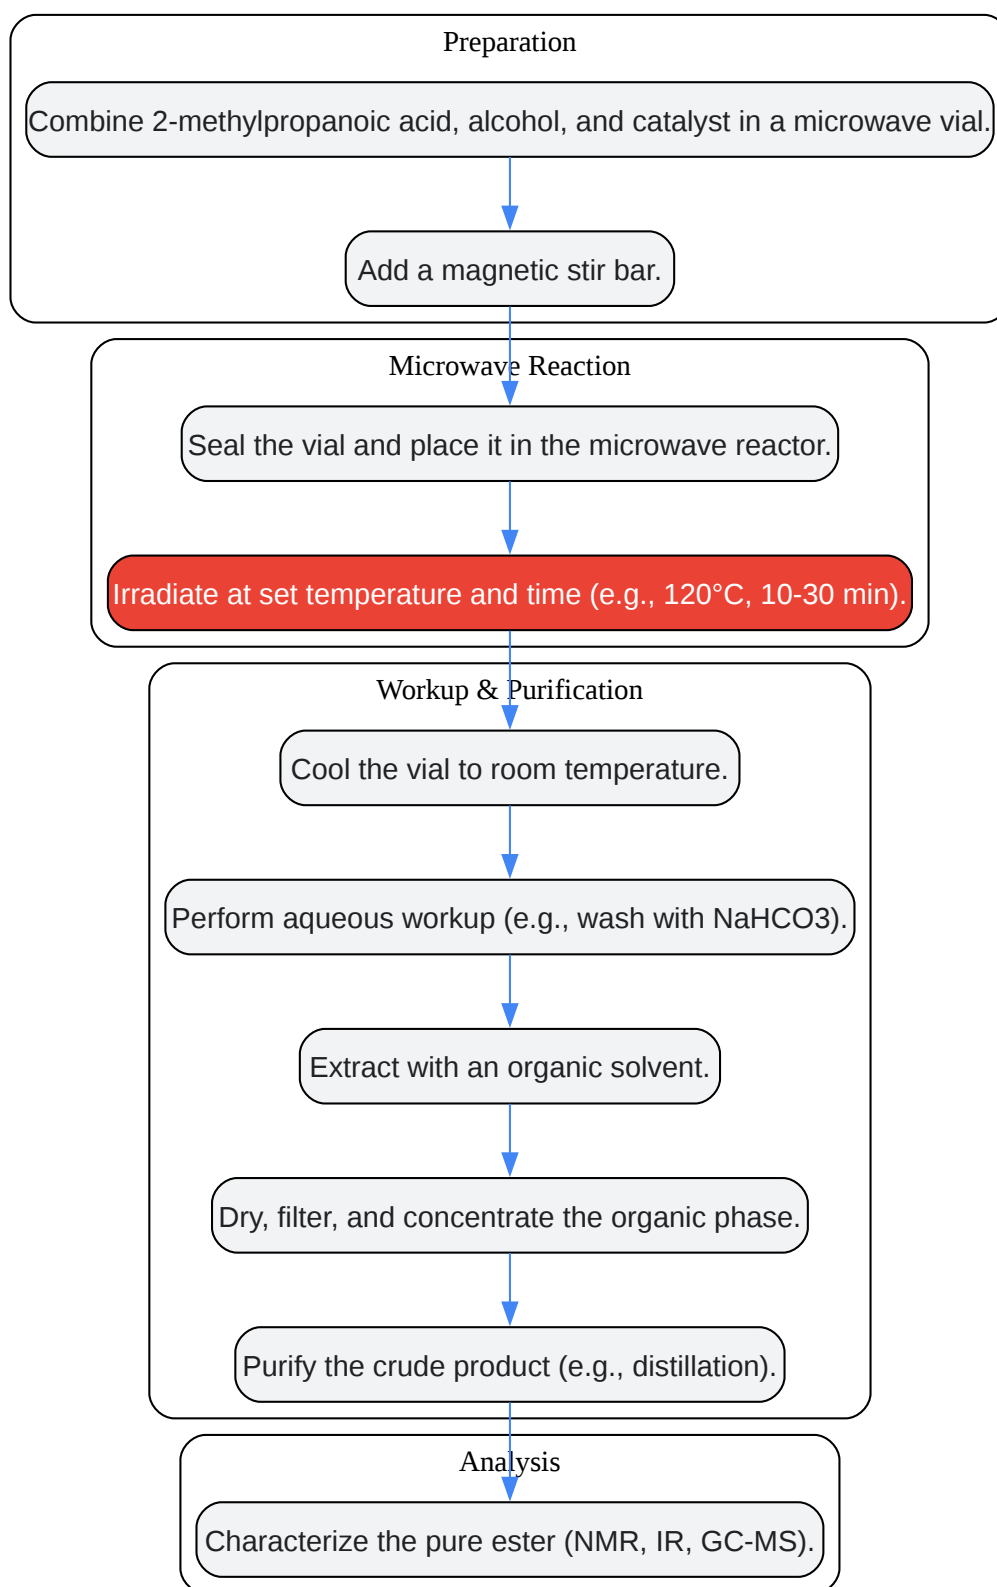 Preparation
Combine 2-methylpropanoic acid, alcohol, and catalyst in a microwave vial.
Add a magnetic stir bar.
Microwave Reaction
Seal the vial and place it in the microwave reactor.
Irradiate at set temperature and time (e.g., 120°C, 10-30 min).
Workup & Purification
Cool the vial to room temperature.
Perform aqueous workup (e.g., wash with NaHCO3).
Extract with an organic solvent.
Dry, filter, and concentrate the organic phase.
Purify the crude product (e.g., distillation).
Analysis
Characterize the pure ester (NMR, IR, GC-MS).